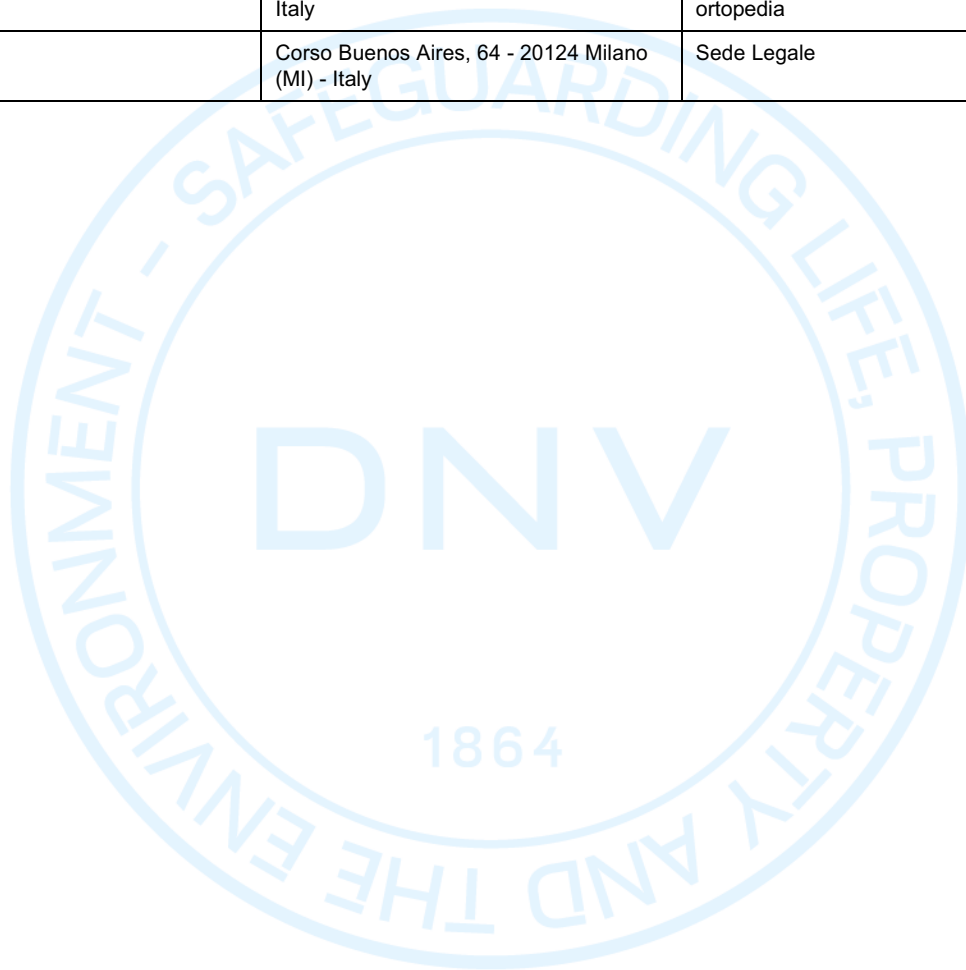 Italy
ortopedia
Corso Buenos Aires, 64 - 20124 Milano
(MI) - Italy
Sede Legale
SAFEGUARDING LIFE, PROPERTY AND THE ENVIRONMENT -
DNV
1864